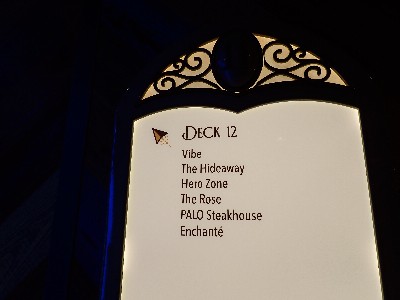 DECK 12
Vibe
The Hideaway
Hero Zone
The Rose
PALO Steakhouse
Enchanté